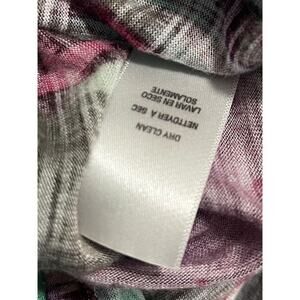 DRY CLEAN
NETTOYER À SEC
LAVAR EN SECO
SOLAMENTE